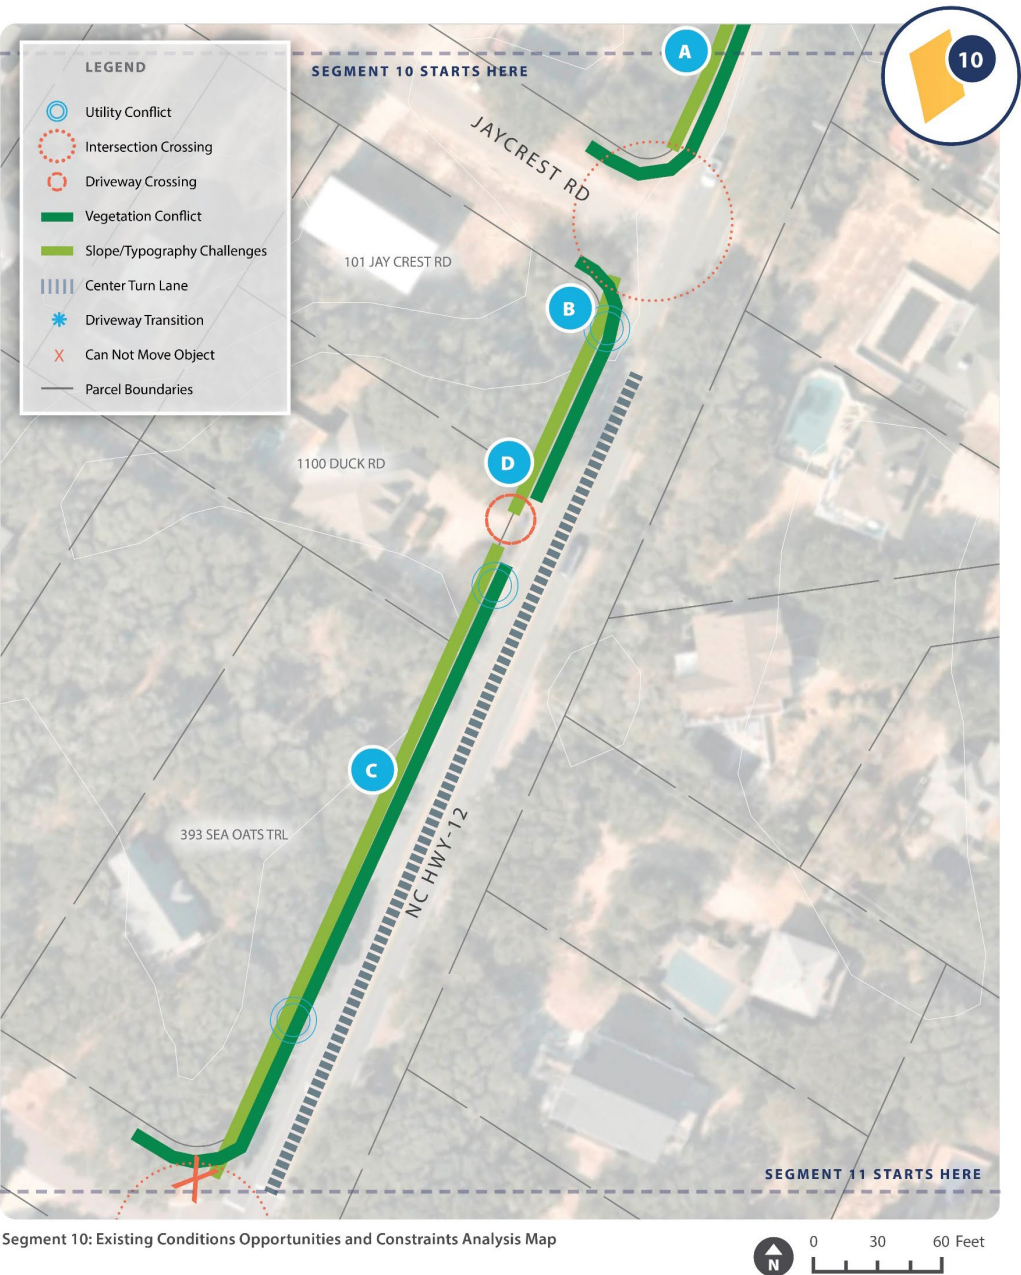 A
10
SEGMENT 10 STARTS HERE
LEGEND
Utility Conflict
Intersection Crossing
Driveway Crossing
Vegetation Conflict
Slope/Typography Challenges
Center Turn Lane
Driveway Transition
Can Not Move Object
Parcel Boundaries
JAYCREST RD
101 JAY CREST RD
B
D
1100 DUCK RD
C
393 SEA OATS TRL
NC HWY-12
SEGMENT 11 STARTS HERE
Segment 10: Existing Conditions Opportunities and Constraints Analysis Map
N
0 30 60 Feet